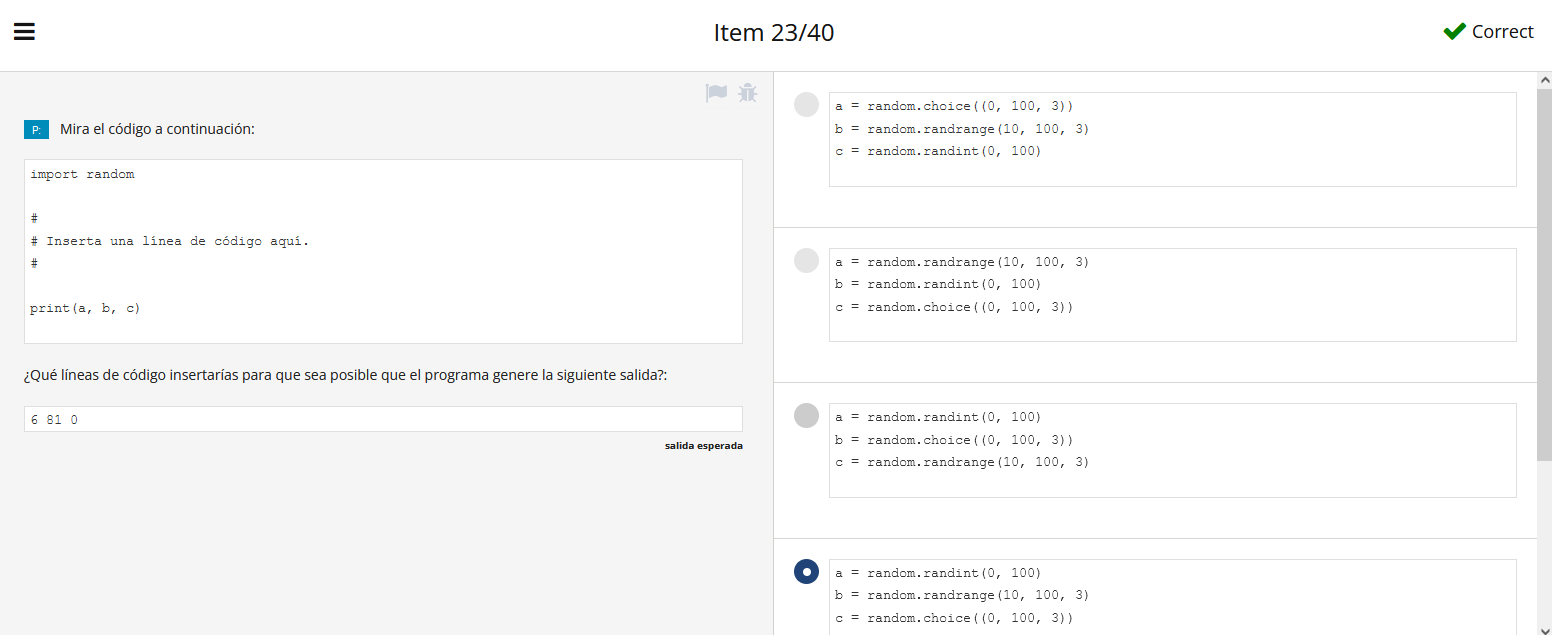 Item 23/40
Correct
P: Mira el código a continuación:
import random
#
# Inserta una línea de código aquí.
#
print(a, b, c)
¿Qué líneas de código insertarías para que sea posible que el programa genere la siguiente salida?:
6 81 0
salida esperada
a = random.choice((0, 100, 3))
b = random.randrange(10, 100, 3)
c = random.randint(0, 100)
a = random.randrange(10, 100, 3)
b = random.randint(0, 100)
c = random.choice((0, 100, 3))
a = random.randint(0, 100)
b = random.choice((0, 100, 3))
c = random.randrange(10, 100, 3)
a = random.randint(0, 100)
b = random.randrange(10, 100, 3)
c = random.choice((0, 100, 3))